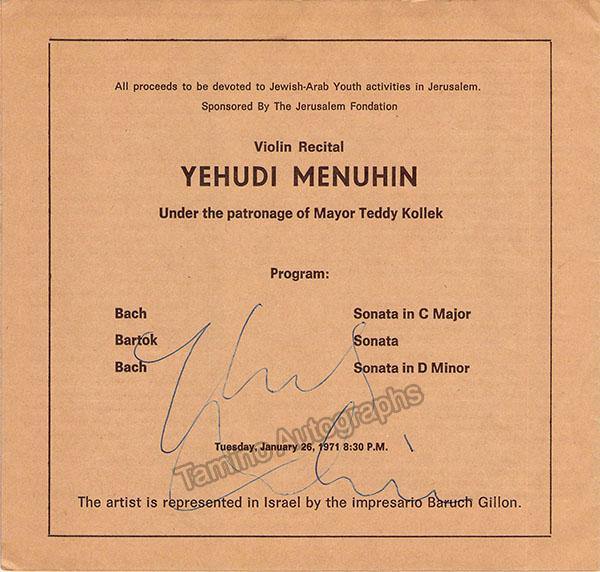 All proceeds to be devoted to Jewish-Arab Youth activities in Jerusalem.
Sponsored By The Jerusalem Fondation
Violin Recital
YEHUDI MENUHIN
Under the patronage of Mayor Teddy Kollek
Program:
Bach Sonata in C Major
Bartok Sonata
Bach Sonata in D Minor
Tuesday, January 26, 1971 8:30 P.M.
Tamino Autographs
The artist is represented in Israel by the impresario Baruch Gillon.